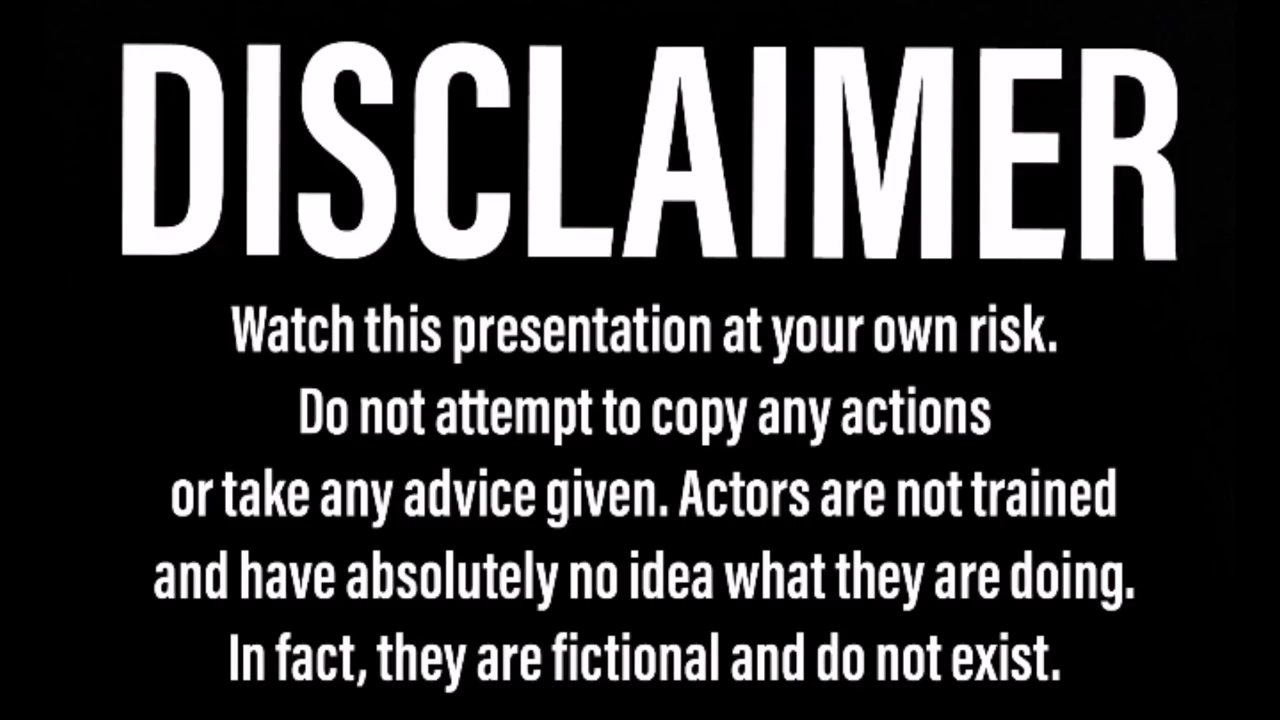 DISCLAIMER
Watch this presentation at your own risk.
Do not attempt to copy any actions
or take any advice given. Actors are not trained
and have absolutely no idea what they are doing.
In fact, they are fictional and do not exist.